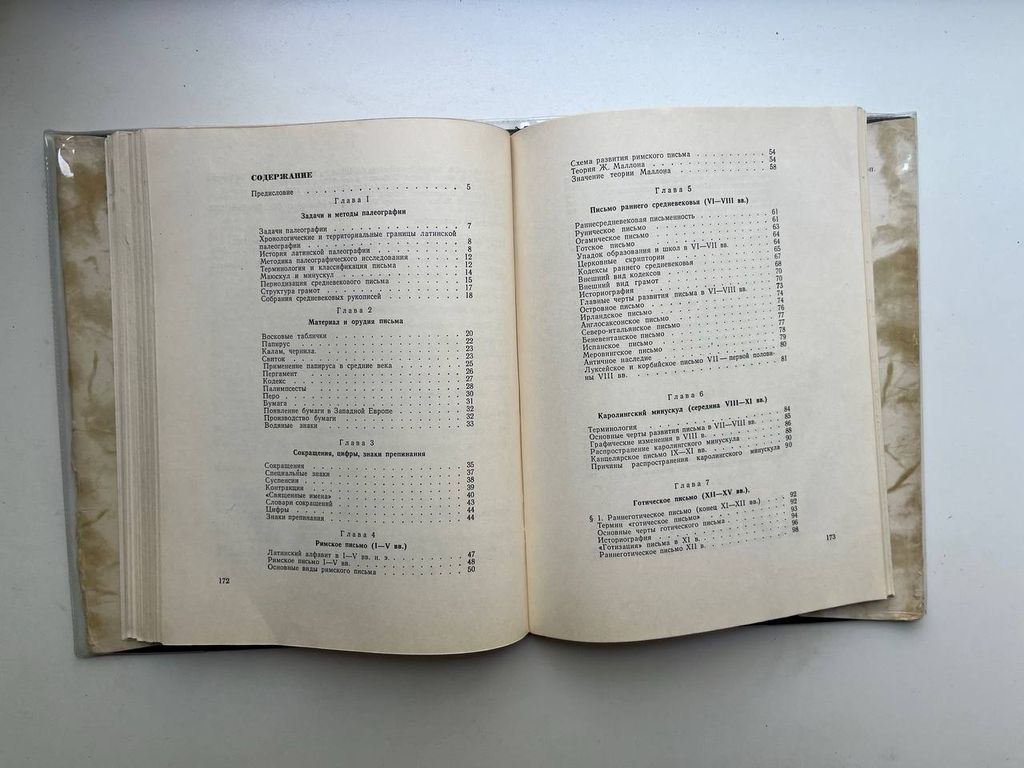 СОДЕРЖАНИЕ
Предисловие . . . . . . . . . . . . . . 5
Глава 1
Задачи и методы палеографии
Задачи палеографии . . . . . . . . . . . . . . 7
Хронологические и территориальные границы латинской
палеографии . . . . . . . . . . . . . . 8
История латинской палеографии . . . . . . . . . . 8
Методика палеографического исследования . . . . . . 12
Терминология и классификация письма . . . . . . . 12
Маюскул и минускул . . . . . . . . . . . . 14
Периодизация средневекового письма . . . . . . . 15
Структура грамот . . . . . . . . . . . . . 17
Собрания средневековых рукописей . . . . . . . . 18
Глава 2
Материал и орудия письма
Восковые таблички . . . . . . . . . . . . . 20
Папирус . . . . . . . . . . . . . . . 22
Калам, чернила. . . . . . . . . . . . . . 23
Свиток . . . . . . . . . . . . . . . 23
Применение папируса в средние века . . . . . . . 25
Пергамент . . . . . . . . . . . . . . . 26
Кодекс . . . . . . . . . . . . . . . 27
Палимпсесты . . . . . . . . . . . . . . 28
Перо . . . . . . . . . . . . . . . . 30
Бумага . . . . . . . . . . . . . . . 31
Появление бумаги в Западной Европе . . . . . . . 32
Производство бумаги . . . . . . . . . . . . 32
Водяные знаки . . . . . . . . . . . . . . 33
Глава 3
Сокращения, цифры, знаки препинания
Сокращения . . . . . . . . . . . . . . 35
Специальные знаки . . . . . . . . . . . . . 37
Суспенсии . . . . . . . . . . . . . . . 38
Контракции . . . . . . . . . . . . . . 39
«Священные имена» . . . . . . . . . . . . . 40
Словари сокращений . . . . . . . . . . . . 43
Цифры . . . . . . . . . . . . . . . . 44
Знаки препинания . . . . . . . . . . . . . 44
Глава 4
Римское письмо (I—V вв.)
Латинский алфавит в I—V вв. н. э. . . . . . . . 47
Римское письмо I—V вв. . . . . . . . . . . . 48
Основные виды римского письма . . . . . . . . . 50
172
Схема развития римского письма . . . . . . . . 54
Теория Ж. Маллона . . . . . . . . . . . . . 54
Значение теории Маллона . . . . . . . . . . . 58
Глава 5
Письмо раннего средневековья (VI—VIII вв.)
Раннесредневековая письменность . . . . . . . . 61
Руническое письмо . . . . . . . . . . . . . 61
Огамическое письмо . . . . . . . . . . . . . 63
Готское письмо . . . . . . . . . . . . . . 64
Упадок образования и школ в VI—VII вв. . . . . . . 64
Церковные скриптории . . . . . . . . . . . . 65
Кодексы раннего средневековья . . . . . . . . . 67
Внешний вид кодексов . . . . . . . . . . . . 68
Внешний вид грамот . . . . . . . . . . . . . 70
Историография . . . . . . . . . . . . . . 70
Главные черты развития письма в VI—VIII вв. . . . . 73
Островное письмо . . . . . . . . . . . . . 74
Ирландское письмо . . . . . . . . . . . . . 74
Англосаксонское письмо . . . . . . . . . . . 76
Северо-итальянское письмо . . . . . . . . . . 77
Беневентанское письмо . . . . . . . . . . . . 77
Испанское письмо . . . . . . . . . . . . . 78
Меровингское письмо . . . . . . . . . . . . 79
Античное наследие . . . . . . . . . . . . . 80
Люксейское и корбийское письмо VII — первой полови-
ны VIII вв. . . . . . . . . . . . . . . . 81
Глава 6
Каролингский минускул (середина VIII—XI вв.)
Терминология . . . . . . . . . . . . . . 84
Основные черты развития письма в VII—VIII вв. . . . 85
Графические изменения в VIII в. . . . . . . . . 86
Распространение каролингского минускула . . . . . 88
Канцелярское письмо IX—XI вв. . . . . . . . . . 90
Причины распространения каролингского минускула 90
Глава 7
Готическое письмо (XII—XV вв.).
§ 1. Раннеготическое письмо (конец XI—XII вв.) . . . 92
Термин «готическое письмо» . . . . . . . . . . 92
Основные черты готического письма . . . . . . . 93
Историография . . . . . . . . . . . . . . 94
«Готизация» письма в XI в. . . . . . . . . . . 96
Раннеготическое письмо XII в. . . . . . . . . . 98
173